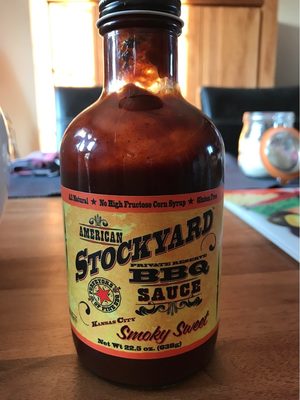 All Natural ★ No High Fructose Corn Syrup ★ Gluten Free
AMERICAN
STOCKYARD
PRIVATE RESERVE
BBQ
SAUCE
KANSAS CITY
Smoky Sweet
Net Wt 22.5 oz. (638g)